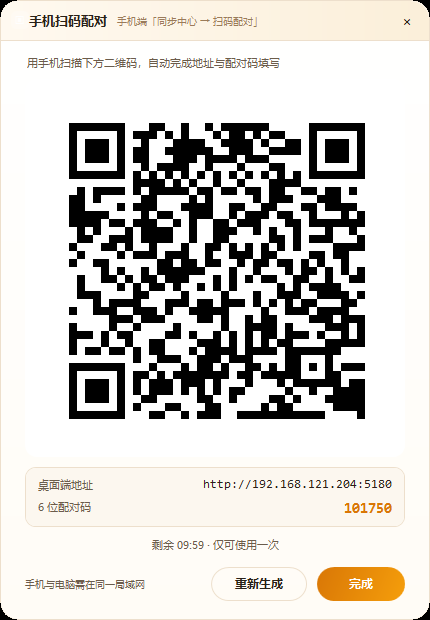 手机扫码配对 手机端「同步中心 → 扫码配对」 ×
用手机扫描下方二维码，自动完成地址与配对码填写
桌面端地址 http://192.168.121.204:5180
6 位配对码 101750
剩余 09:59 · 仅可使用一次
手机与电脑需在同一局域网 重新生成 完成